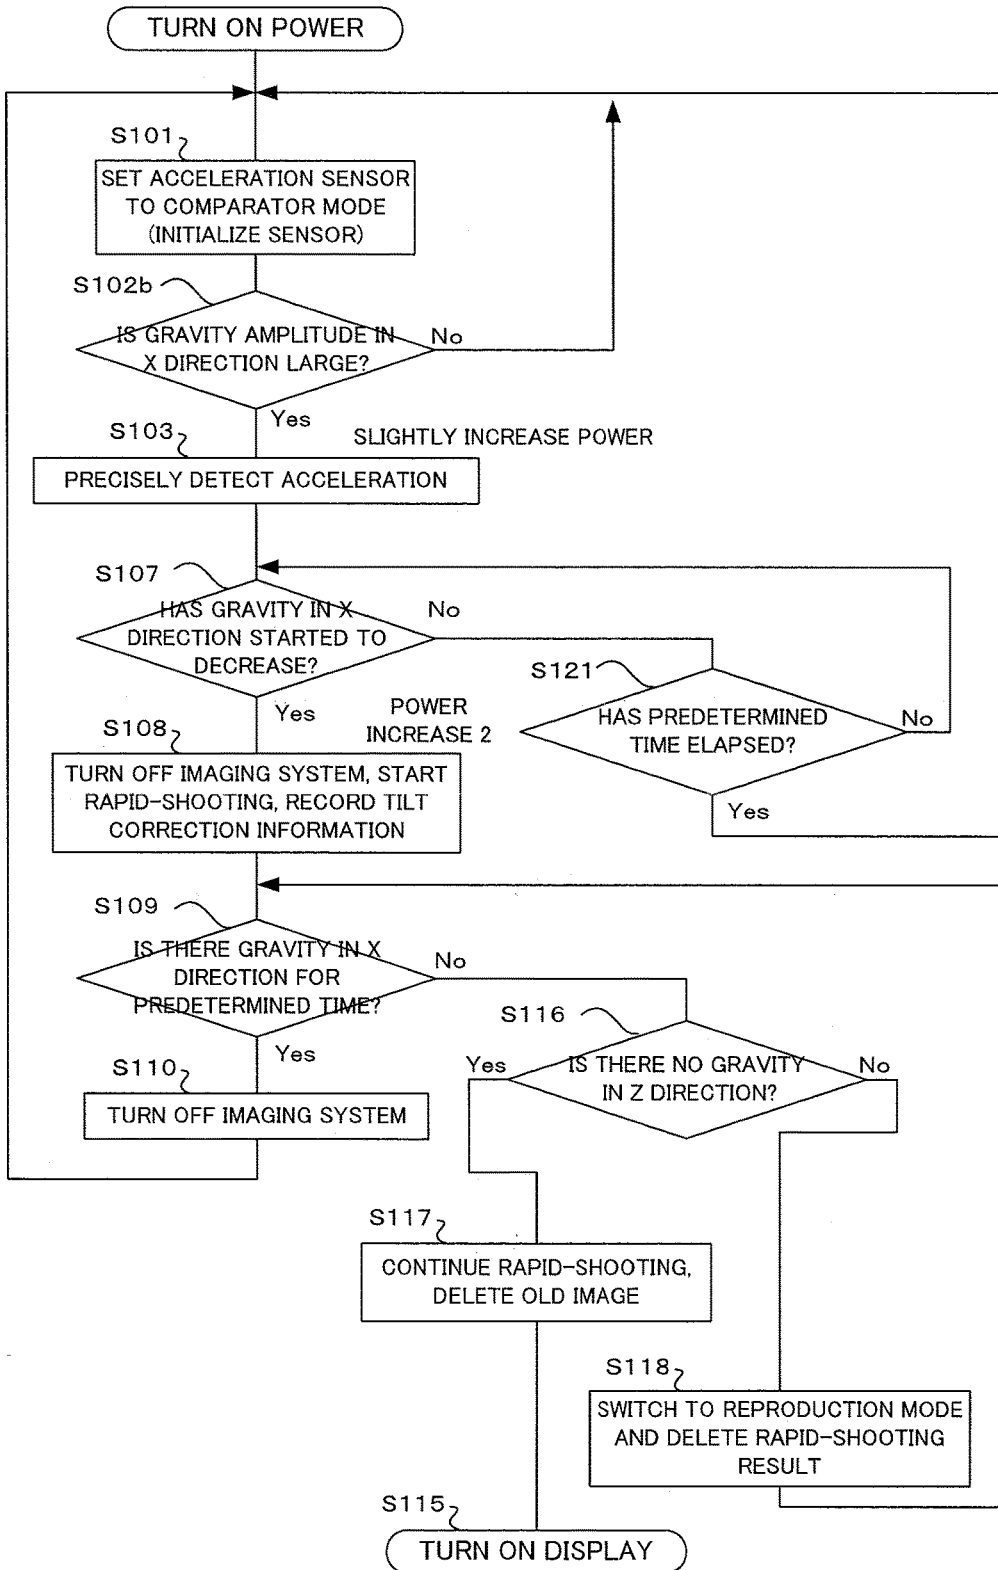 TURN ON POWER
S101
SET ACCELERATION SENSOR
TO COMPARATOR MODE
(INITIALIZE SENSOR)
S102b
IS GRAVITY AMPLITUDE IN
X DIRECTION LARGE?
No
Yes
S103
SLIGHTLY INCREASE POWER
PRECISELY DETECT ACCELERATION
S107
HAS GRAVITY IN X
DIRECTION STARTED TO
DECREASE?
No
Yes
S121
HAS PREDETERMINED
TIME ELAPSED?
No
Yes
POWER
INCREASE 2
S108
TURN OFF IMAGING SYSTEM, START
RAPID-SHOOTING, RECORD TILT
CORRECTION INFORMATION
S109
IS THERE GRAVITY IN X
DIRECTION FOR
PREDETERMINED TIME?
No
Yes
S110
TURN OFF IMAGING SYSTEM
S116
IS THERE NO GRAVITY
IN Z DIRECTION?
Yes
No
S117
CONTINUE RAPID-SHOOTING,
DELETE OLD IMAGE
S118
SWITCH TO REPRODUCTION MODE
AND DELETE RAPID-SHOOTING
RESULT
S115
TURN ON DISPLAY